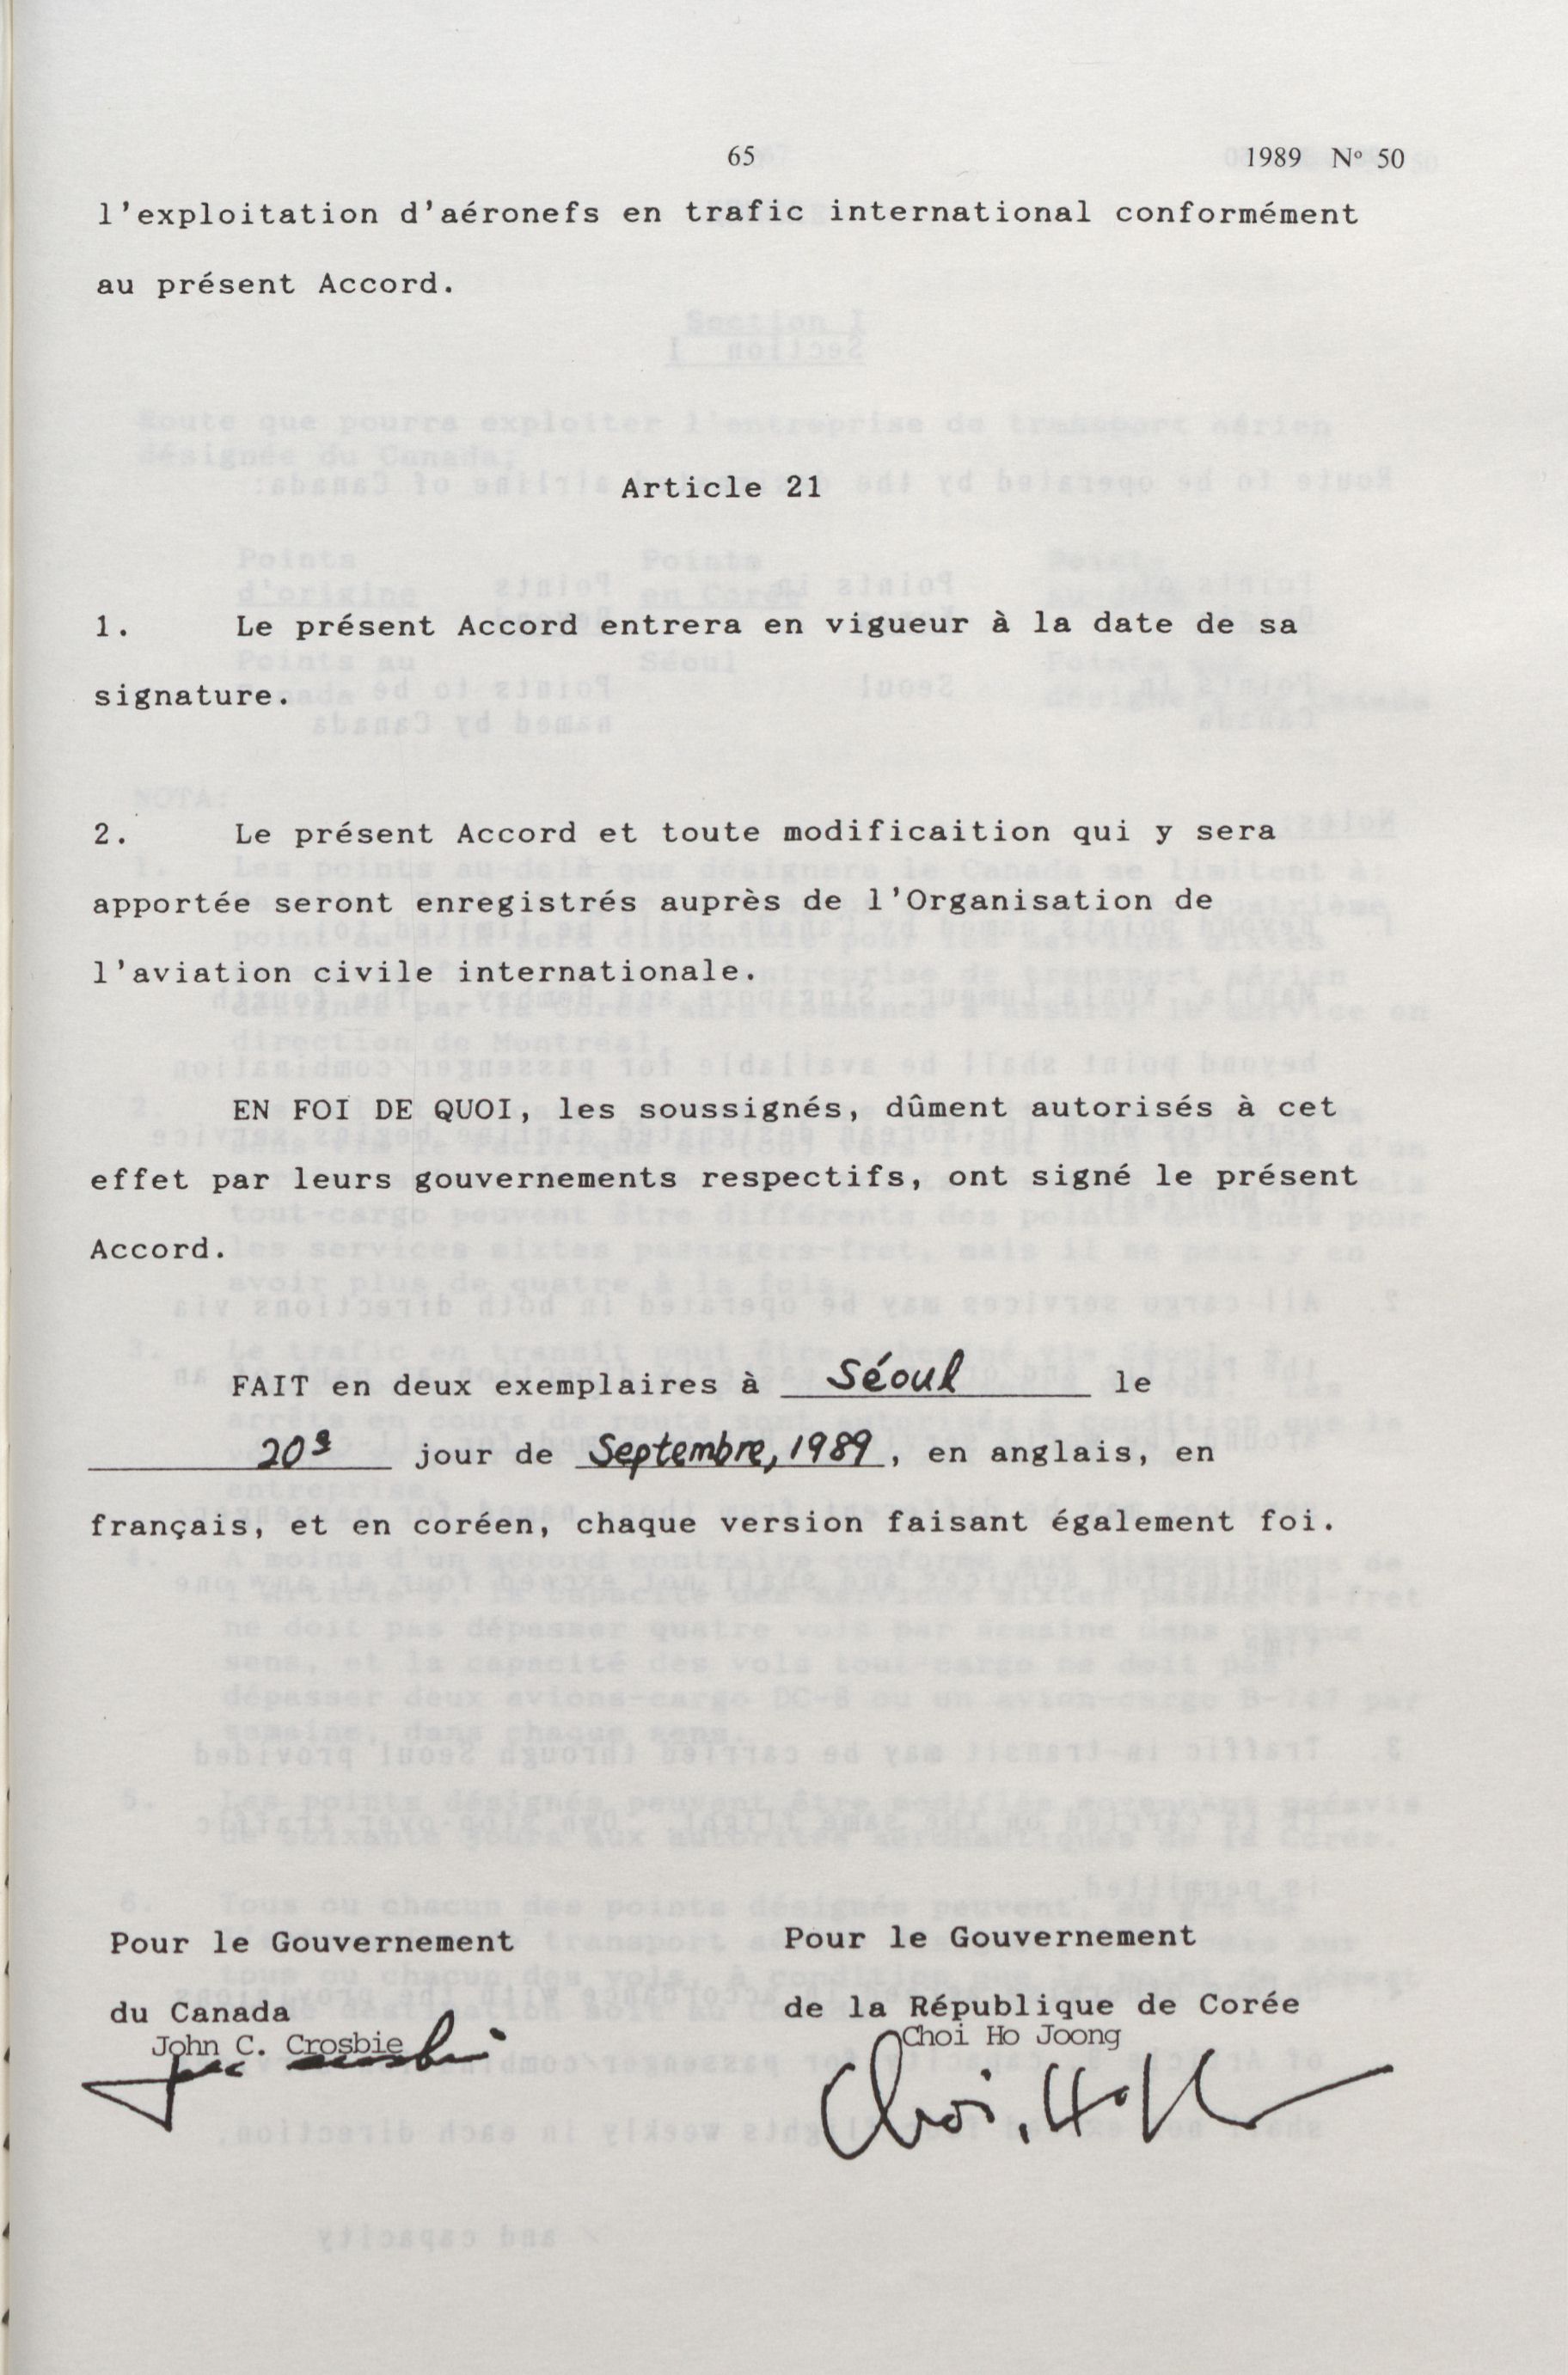 65
1989 Nº 50
l'exploitation d'aéronefs en trafic international conformément
au présent Accord.
Article 21
1. Le présent Accord entrera en vigueur à la date de sa
signature.
2. Le présent Accord et toute modificaition qui y sera
apportée seront enregistrés auprès de l'Organisation de
l'aviation civile internationale.
EN FOI DE QUOI, les soussignés, dûment autorisés à cet
effet par leurs gouvernements respectifs, ont signé le présent
Accord.
FAIT en deux exemplaires à Séoul le
20e jour de Septembre, 1989, en anglais, en
français, et en coréen, chaque version faisant également foi.
Pour le Gouvernement
du Canada
John C. Crosbie
Pour le Gouvernement
de la République de Corée
Choi Ho Joong